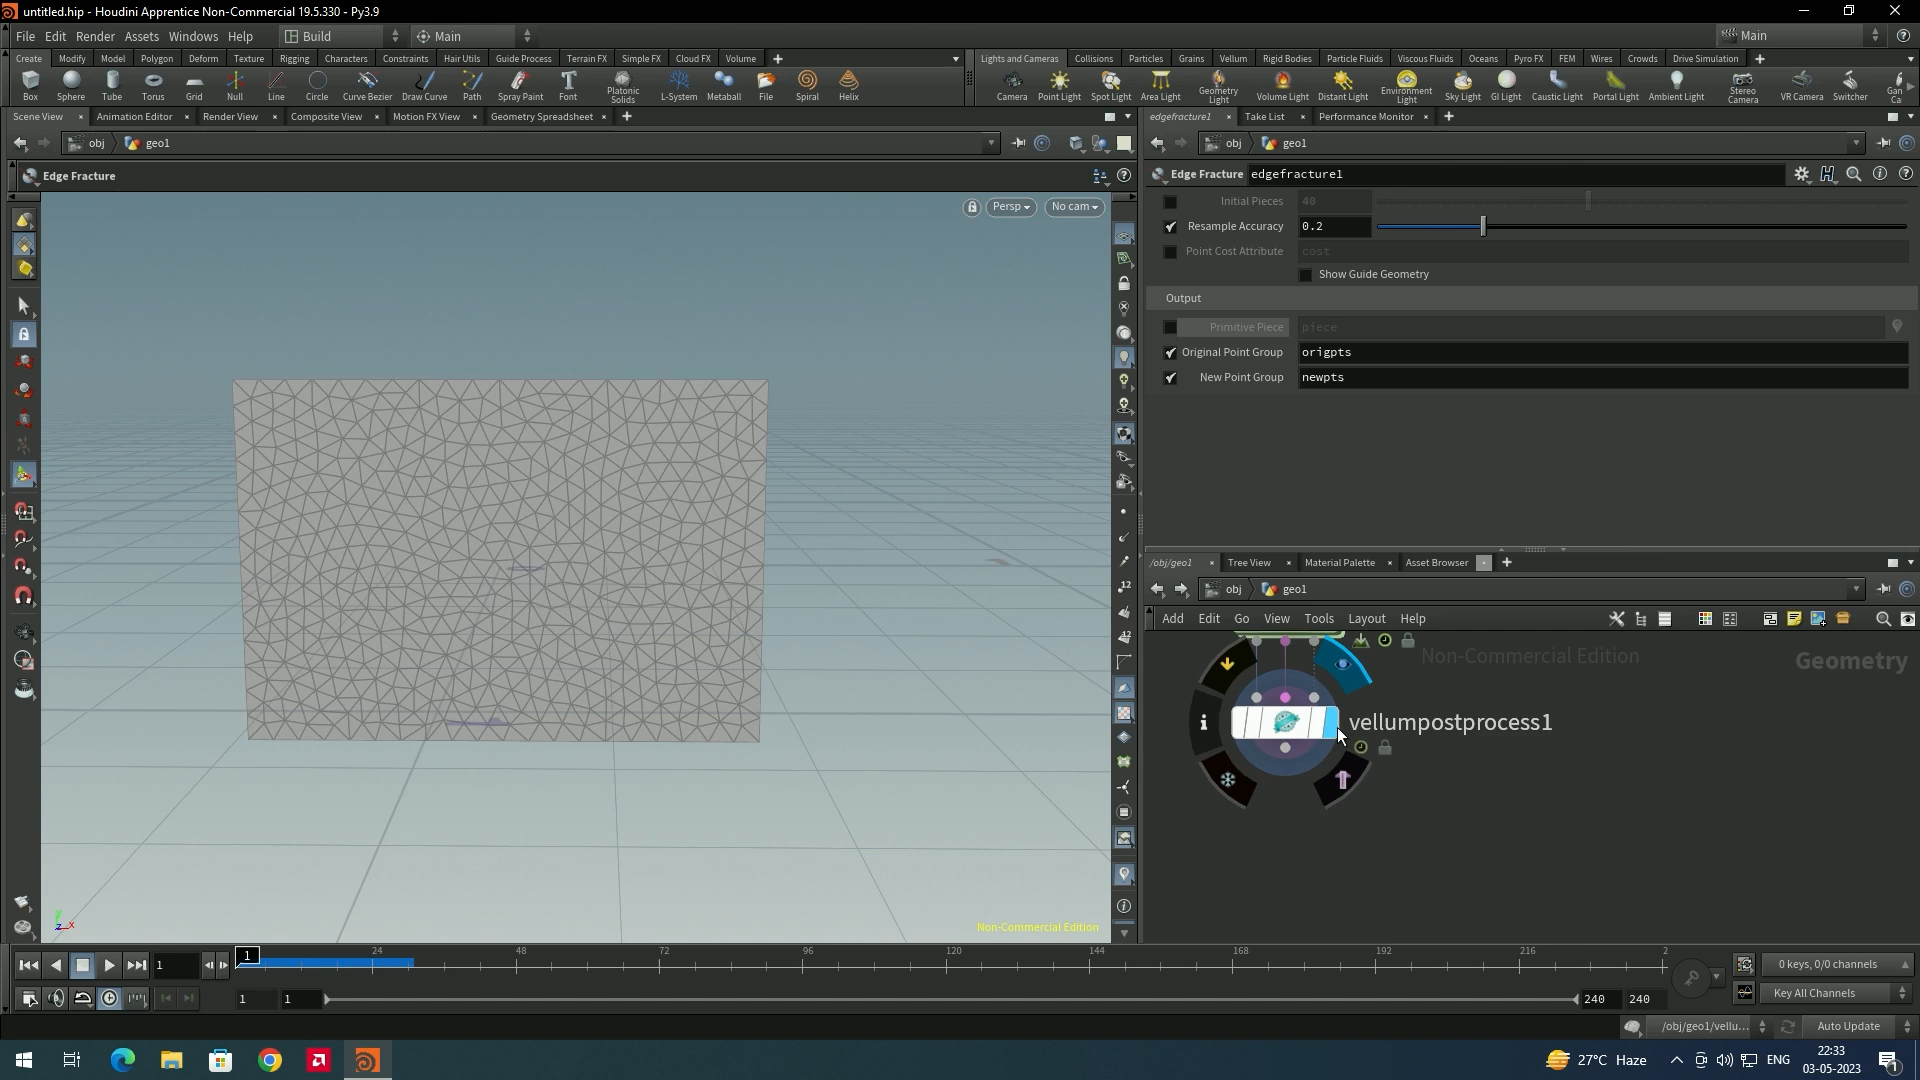 untitled.hip - Houdini Apprentice Non-Commercial 19.5.330 - Py3.9
File Edit Render Assets Windows Help Build Main Main
Create Modify Model Polygon Deform Texture Rigging Characters Constraints Hair Utils Guide Process Terrain FX Simple FX Cloud FX Volume
Lights and Cameras Collisions Particles Grains Vellum Rigid Bodies Particle Fluids Viscous Fluids Oceans Pyro FX FEM Wires Crowds Drive Simulation
Box Sphere Tube Torus Grid Null Line Circle Curve Bezier Draw Curve Path Spray Paint Font Platonic Solids L-System Metaball File Spiral Helix
Camera Point Light Spot Light Area Light Geometry Light Volume Light Distant Light Environment Light Sky Light GI Light Caustic Light Portal Light Ambient Light Stereo Camera VR Camera Switcher Gan Ca
Scene View Animation Editor Render View Composite View Motion FX View Geometry Spreadsheet
edgefracture1 Take List Performance Monitor
obj geo1
obj geo1
Edge Fracture
Edge Fracture edgefracture1
Persp No cam
Initial Pieces 40
Resample Accuracy 0.2
Point Cost Attribute cost
Show Guide Geometry
Output
Primitive Piece piece
Original Point Group origpts
New Point Group newpts
/obj/geo1 Tree View Material Palette Asset Browser
obj geo1
Add Edit Go View Tools Layout Help
Non-Commercial Edition Geometry
vellumpostprocess1
12
12
Non-Commercial Edition
1 1 24 48 72 96 120 144 168 192 216 2
0 keys, 0/0 channels
1 1 240 240 Key All Channels
/obj/geo1/vellu... Auto Update
27°C Haze ENG 22:33
03-05-2023
1